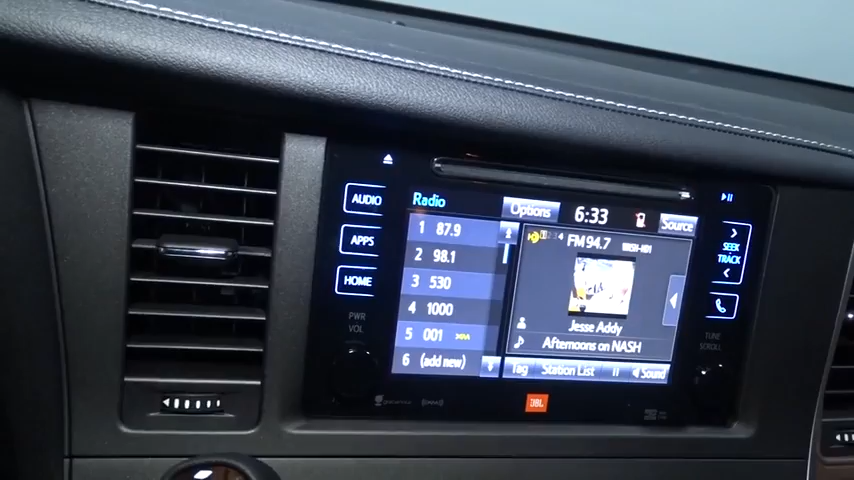 Radio
Options
6:33
Source
AUDIO
APPS
HOME
PWR
VOL
1 87.9
2 98.1
3 530
4 1000
5 001
6 (add new)
FM 94.7
Jesse Addy
Afternoons on NASH
Tag
Station List
Sound
SEEK
TRACK
TUNE
SCROLL
JBL